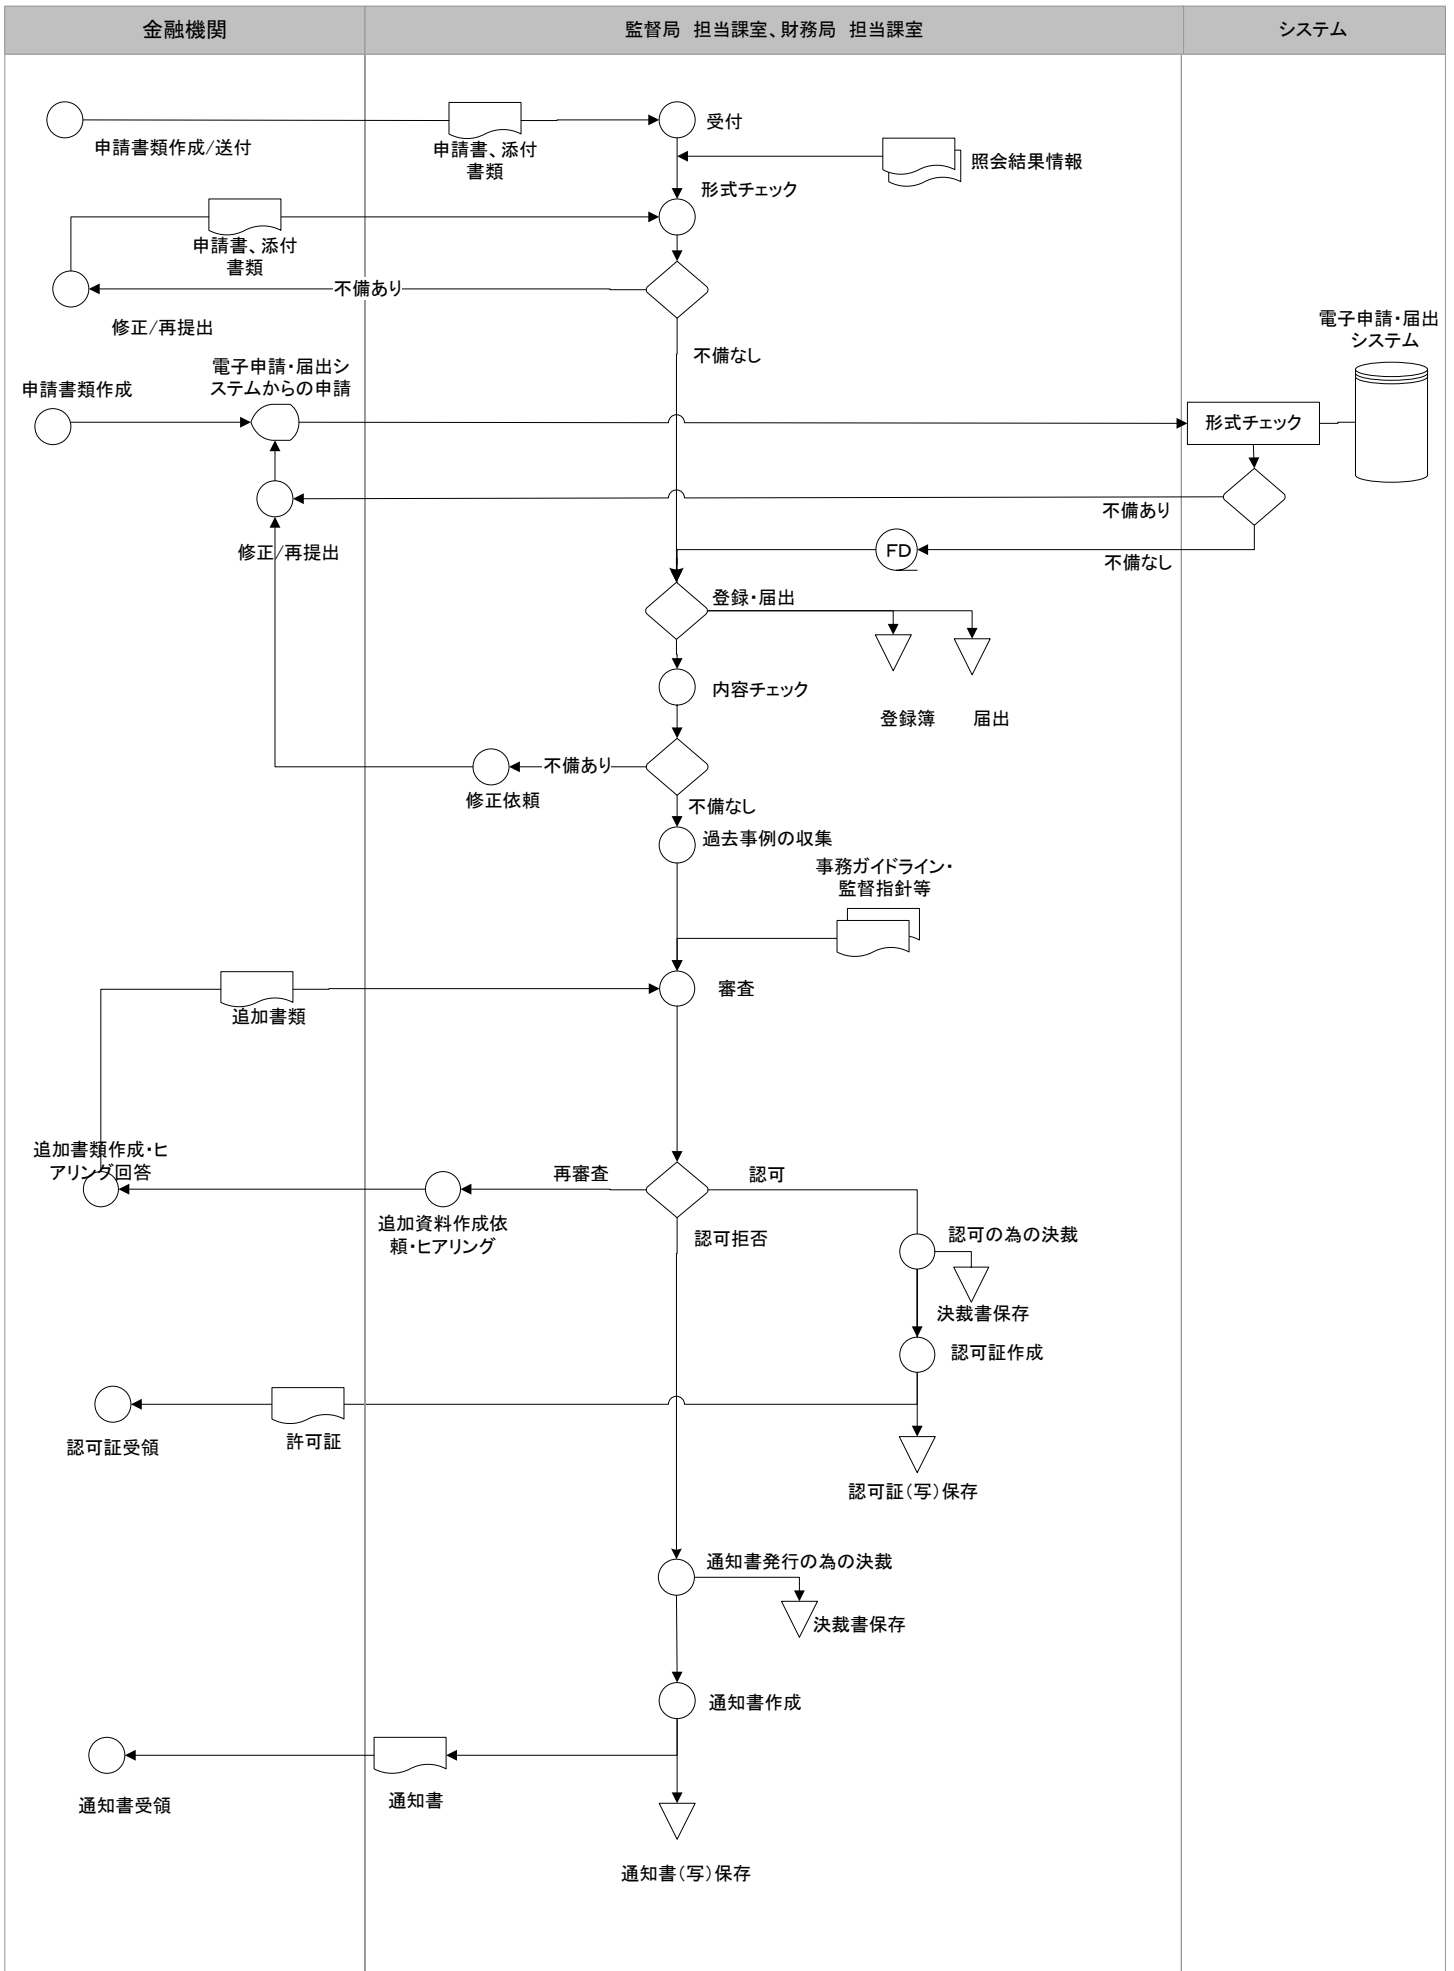 金融機関
監督局　担当課室、財務局　担当課室
システム
申請書類作成/送付
申請書、添付
書類
受付
照会結果情報
形式チェック
申請書、添付
書類
不備あり
修正/再提出
不備なし
電子申請・届出
システム
電子申請・届出シ
ステムからの申請
申請書類作成
形式チェック
不備あり
修正/再提出
FD
不備なし
登録・届出
内容チェック
登録簿
届出
不備あり
修正依頼
不備なし
過去事例の収集
事務ガイドライン・
監督指針等
審査
追加書類
追加書類作成・ヒ
アリング回答
再審査
認可
追加資料作成依
頼・ヒアリング
認可拒否
認可の為の決裁
決裁書保存
認可証作成
認可証受領
許可証
認可証(写)保存
通知書発行の為の決裁
決裁書保存
通知書作成
通知書受領
通知書
通知書(写)保存